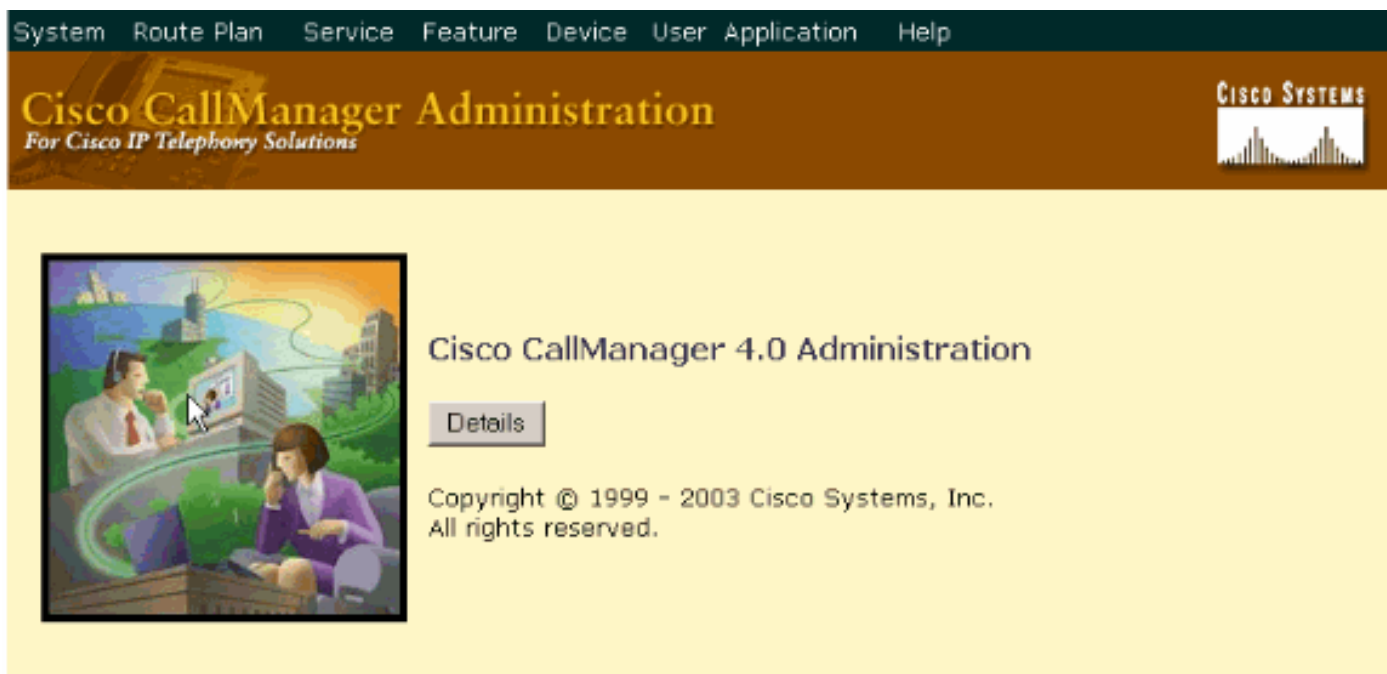 System Route Plan Service Feature Device User Application Help
Cisco CallManager Administration
For Cisco IP Telephony Solutions
CISCO SYSTEMS
Cisco CallManager 4.0 Administration
Details
Copyright © 1999 - 2003 Cisco Systems, Inc.
All rights reserved.